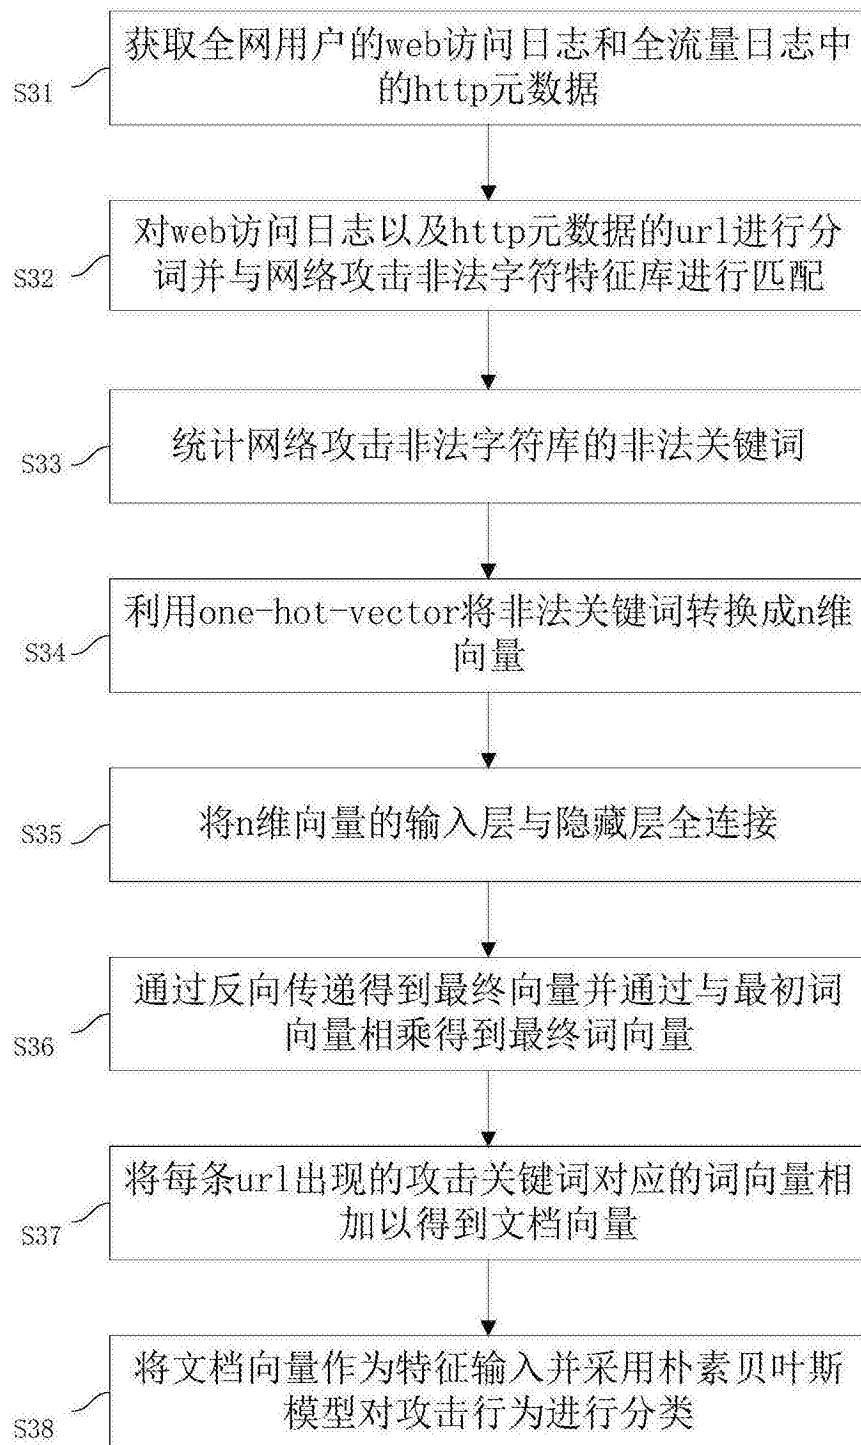 获取全网用户的web访问日志和全流量日志中
的http元数据
S31
对web访问日志以及http元数据的url进行分
词并与网络攻击非法字符特征库进行匹配
S32
统计网络攻击非法字符库的非法关键词
S33
利用one-hot-vector将非法关键词转换成n维
向量
S34
将n维向量的输入层与隐藏层全连接
S35
通过反向传递得到最终向量并通过与最初词
向量相乘得到最终词向量
S36
将每条url出现的攻击关键词对应的词向量相
加以得到文档向量
S37
将文档向量作为特征输入并采用朴素贝叶斯
模型对攻击行为进行分类
S38